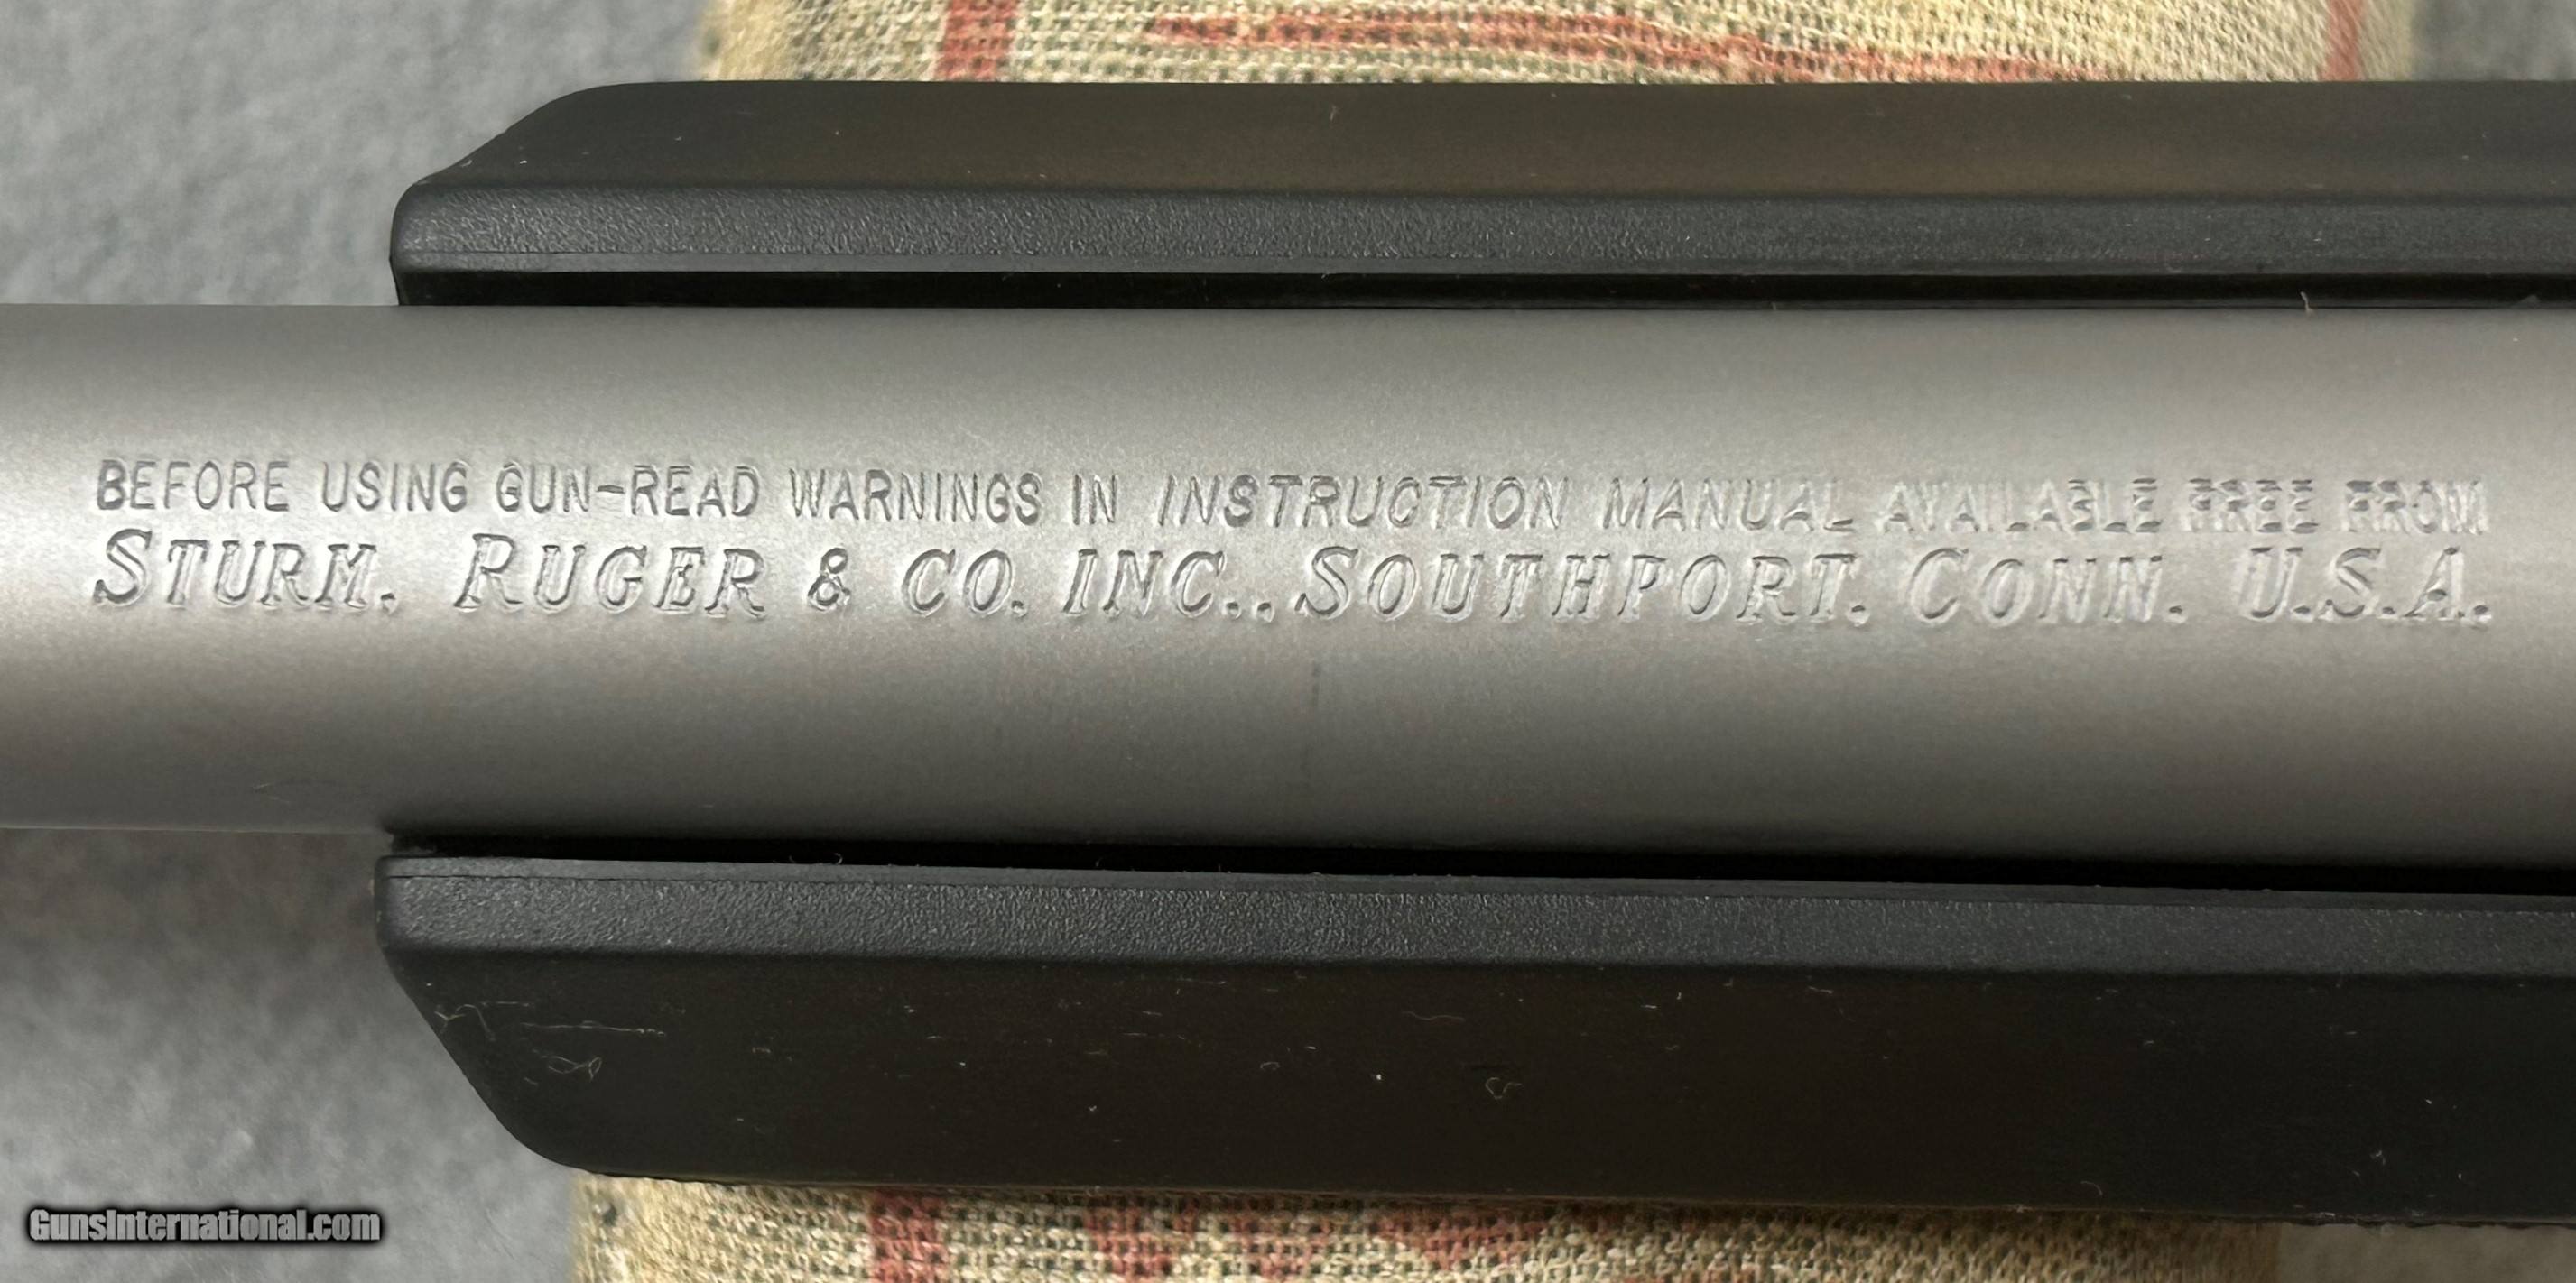 BEFORE USING GUN-READ WARNINGS IN INSTRUCTION MANUAL AVAILABLE FREE FROM
STURM, RUGER & CO. INC., SOUTHPORT, CONN. U.S.A.
GunsInternational.com